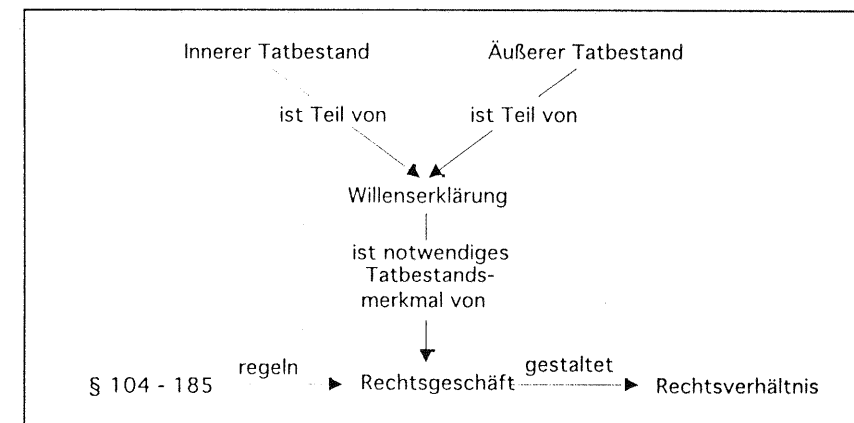 Innerer Tatbestand Äußerer Tatbestand
ist Teil von ist Teil von
Willenserklärung
ist notwendiges
Tatbestands-
merkmal von
regeln gestaltet
§ 104 - 185 Rechtsgeschäft Rechtsverhältnis